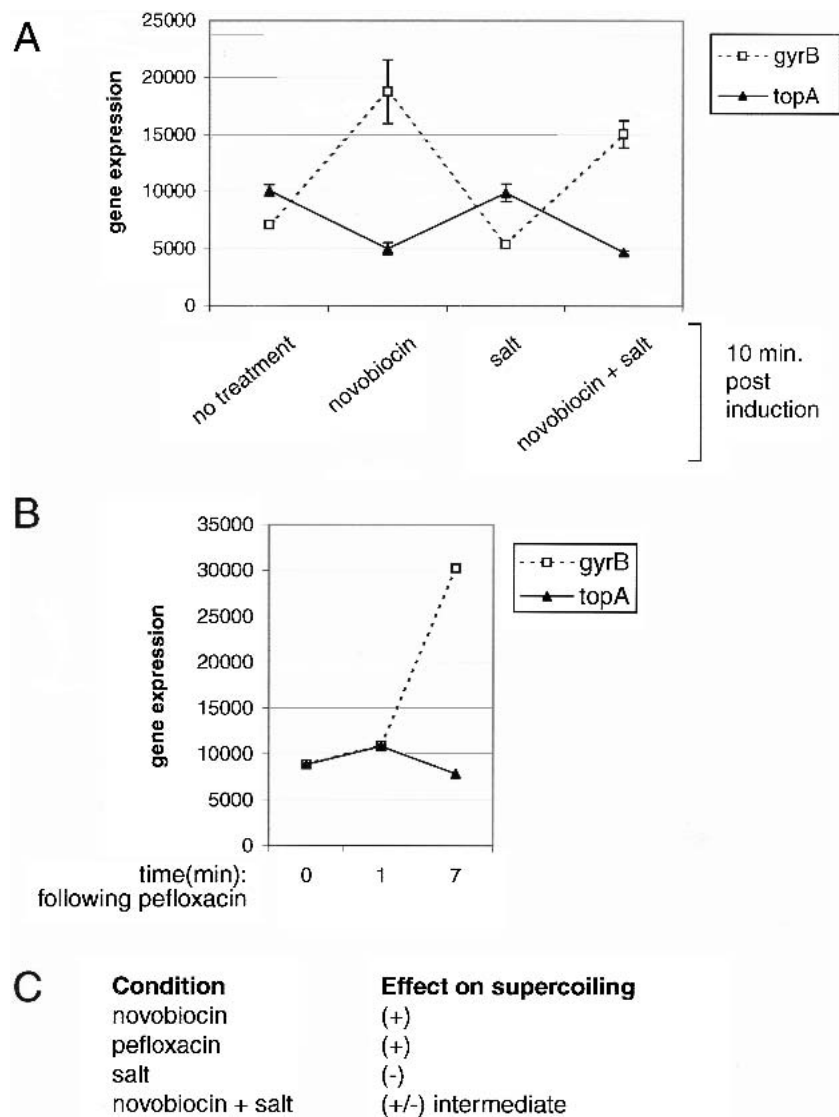 A
25000
20000
15000
10000
5000
0
gene expression
gyrB
topA
no treatment
novobiocin
salt
novobiocin + salt
10 min.
post
induction
B
35000
30000
25000
20000
15000
10000
5000
0
gene expression
gyrB
topA
time(min): 0 1 7
following pefloxacin
C
Condition Effect on supercoiling
novobiocin (+)
pefloxacin (+)
salt (-)
novobiocin + salt (+/-) intermediate